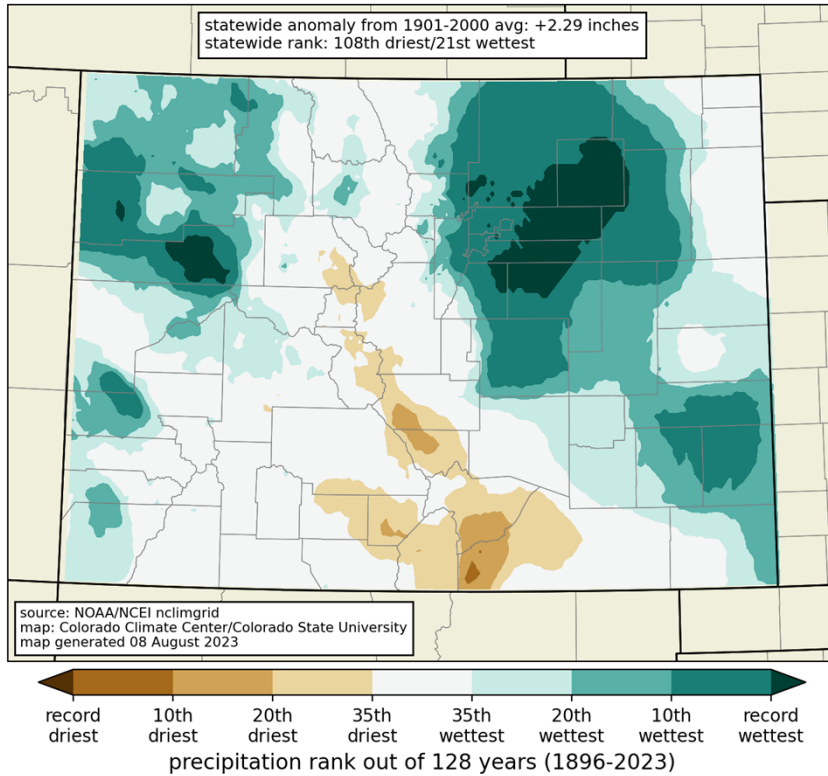 statewide anomaly from 1901-2000 avg: +2.29 inches
statewide rank: 108th driest/21st wettest
source: NOAA/NCEI nclimgrid
map: Colorado Climate Center/Colorado State University
map generated 08 August 2023
record driest
10th driest
20th driest
35th driest
35th wettest
20th wettest
10th wettest
record wettest
precipitation rank out of 128 years (1896-2023)